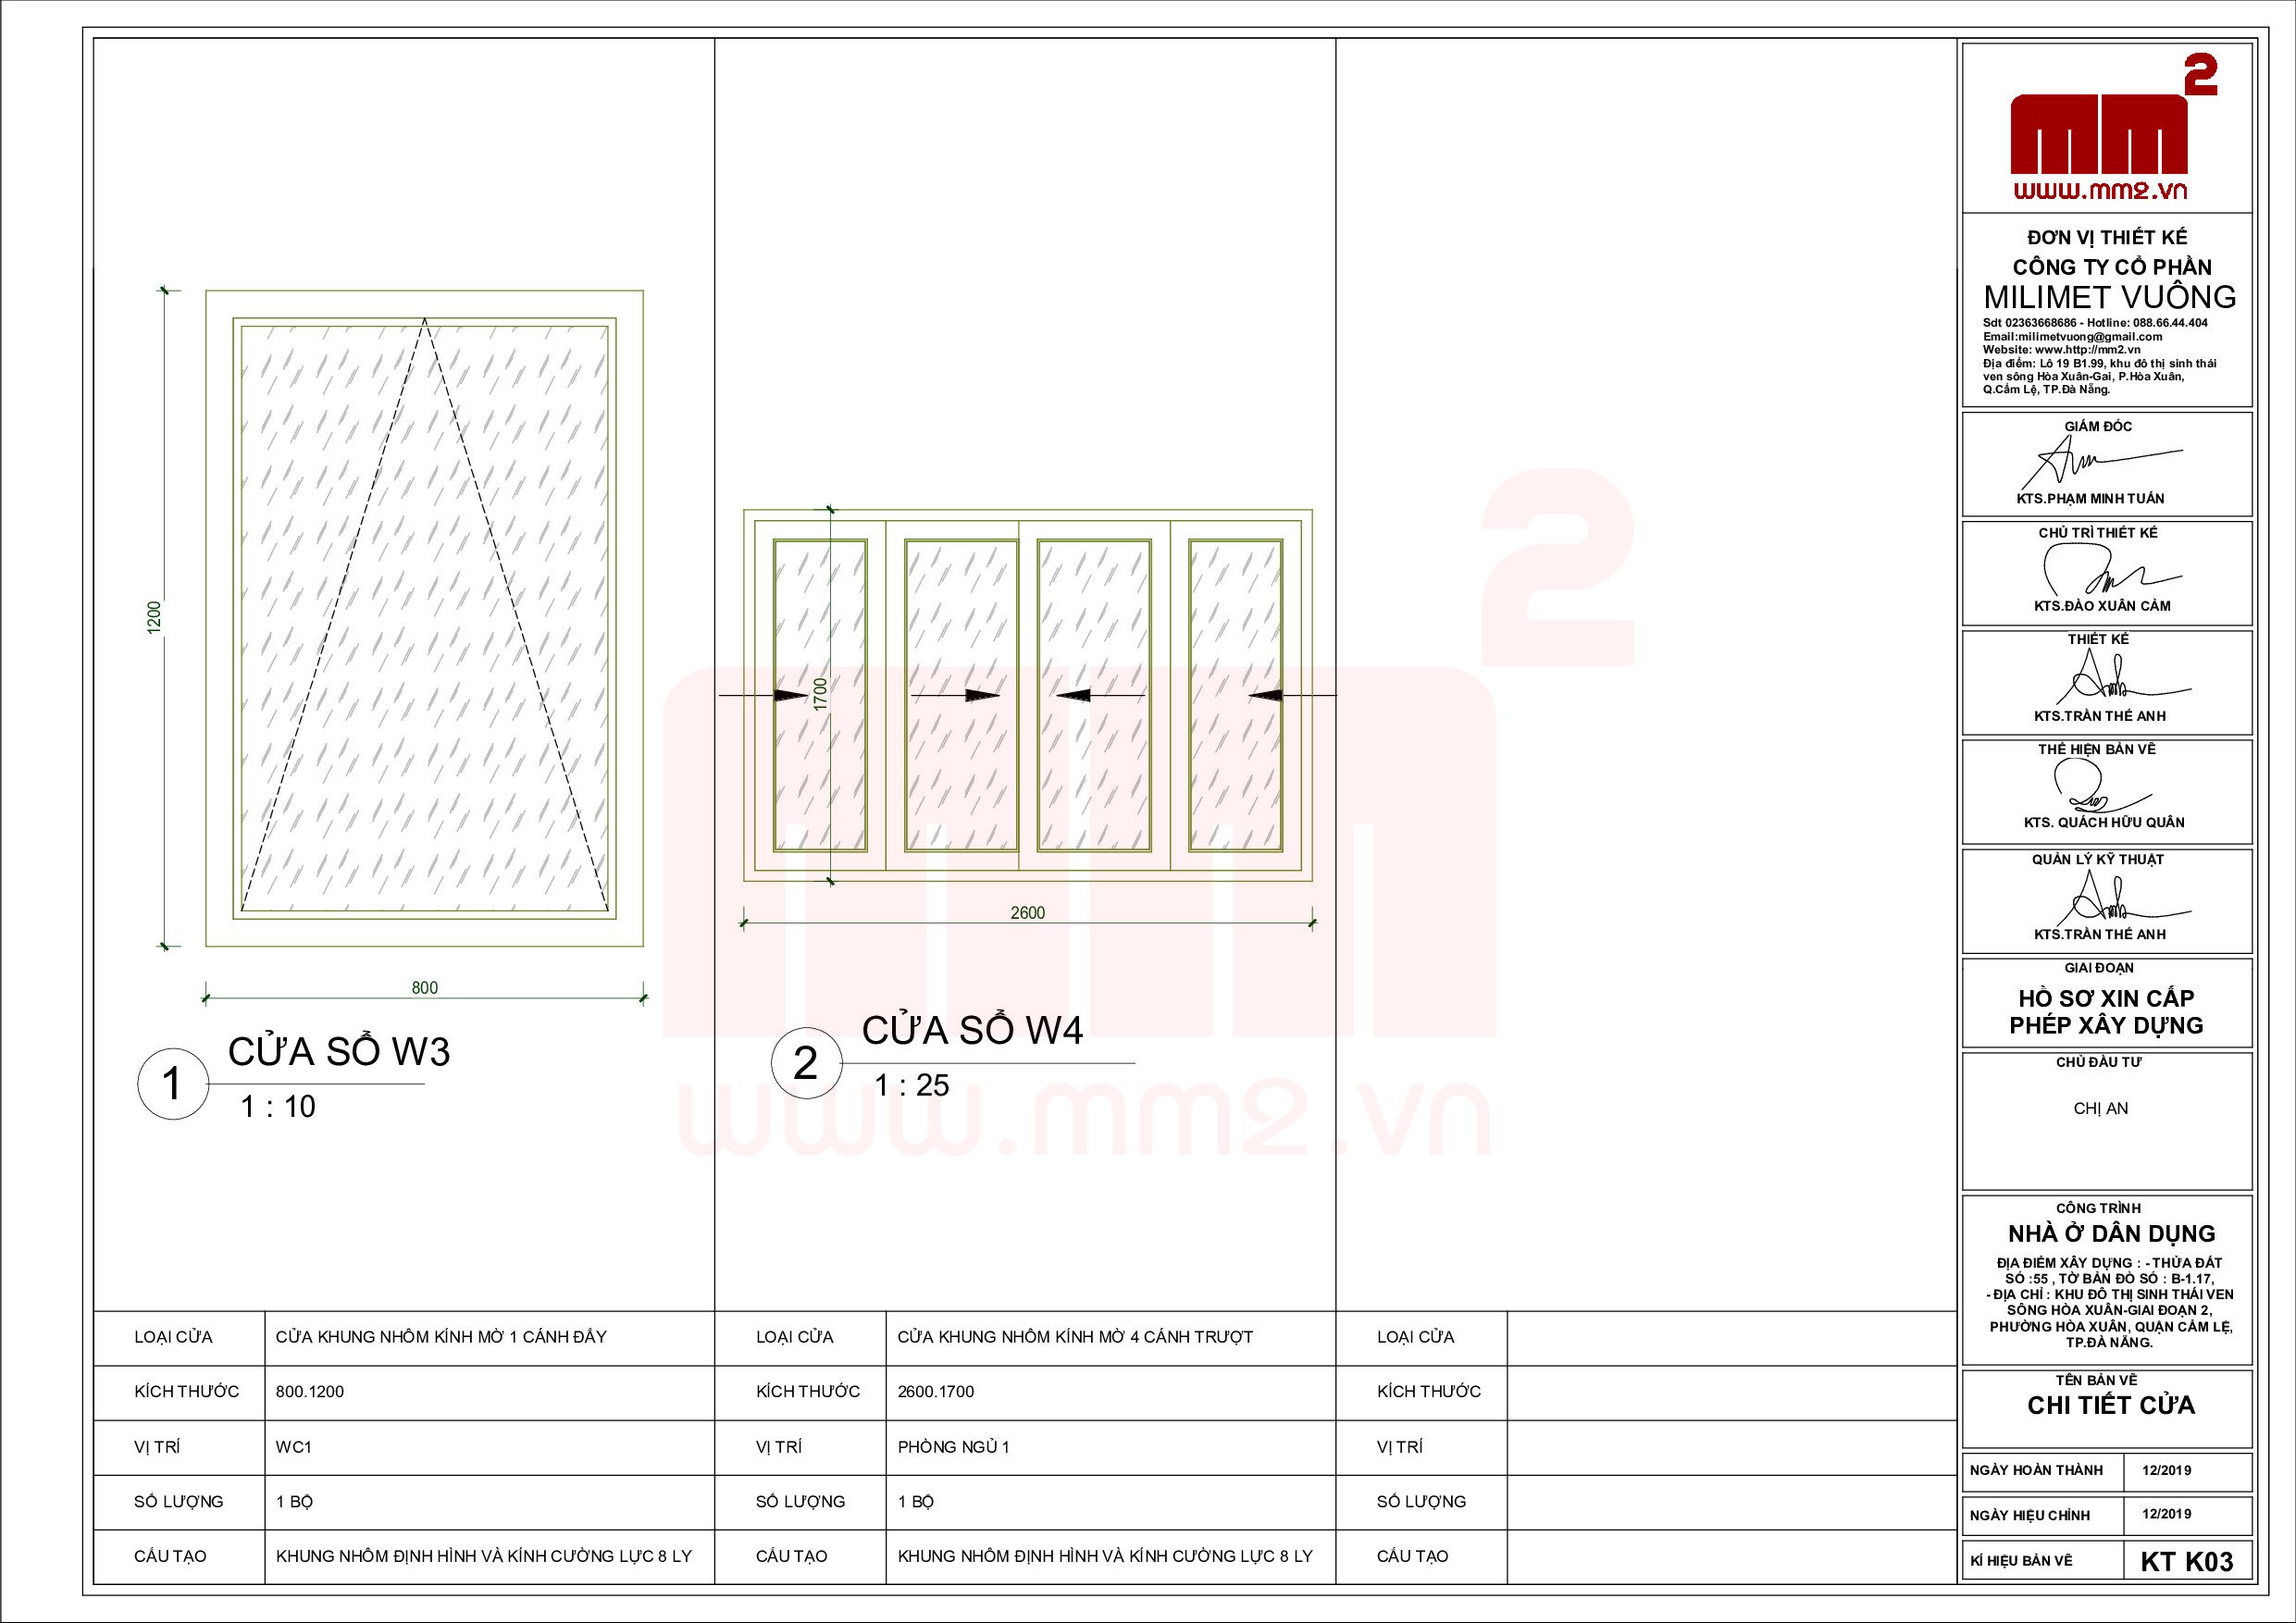 1200
800
1
CỬA SỔ W3
1 : 10
1700
2600
2
CỬA SỔ W4
1 : 25
mm2
www.mm2.vn
LOẠI CỬA
CỬA KHUNG NHÔM KÍNH MỜ 1 CÁNH ĐẨY
KÍCH THƯỚC
800.1200
VỊ TRÍ
WC1
SỐ LƯỢNG
1 BỘ
CẤU TẠO
KHUNG NHÔM ĐỊNH HÌNH VÀ KÍNH CƯỜNG LỰC 8 LY
LOẠI CỬA
CỬA KHUNG NHÔM KÍNH MỜ 4 CÁNH TRƯỢT
KÍCH THƯỚC
2600.1700
VỊ TRÍ
PHÒNG NGỦ 1
SỐ LƯỢNG
1 BỘ
CẤU TẠO
KHUNG NHÔM ĐỊNH HÌNH VÀ KÍNH CƯỜNG LỰC 8 LY
LOẠI CỬA
KÍCH THƯỚC
VỊ TRÍ
SỐ LƯỢNG
CẤU TẠO
mm2
www.mm2.vn
ĐƠN VỊ THIẾT KẾ
CÔNG TY CỔ PHẦN
MILIMET VUÔNG
Sdt 02363668686 - Hotline: 088.66.44.404
Email:milimetvuong@gmail.com
Website: www.http://mm2.vn
Địa điểm: Lô 19 B1.99, khu đô thị sinh thái
ven sông Hòa Xuân-Gai, P.Hòa Xuân,
Q.Cẩm Lệ, TP.Đà Nẵng.
GIÁM ĐỐC
KTS.PHẠM MINH TUẤN
CHỦ TRÌ THIẾT KẾ
KTS.ĐÀO XUÂN CẢM
THIẾT KẾ
KTS.TRẦN THẾ ANH
THỂ HIỆN BẢN VẼ
KTS. QUÁCH HỮU QUÂN
QUẢN LÝ KỸ THUẬT
KTS.TRẦN THẾ ANH
GIAI ĐOẠN
HỒ SƠ XIN CẤP
PHÉP XÂY DỰNG
CHỦ ĐẦU TƯ
CHỊ AN
CÔNG TRÌNH
NHÀ Ở DÂN DỤNG
ĐỊA ĐIỂM XÂY DỰNG : - THỬA ĐẤT
SỐ :55 , TỜ BẢN ĐỒ SỐ : B-1.17,
- ĐỊA CHỈ : KHU ĐÔ THỊ SINH THÁI VEN
SÔNG HÒA XUÂN-GIAI ĐOẠN 2,
PHƯỜNG HÒA XUÂN, QUẬN CẨM LỆ,
TP.ĐÀ NẴNG.
TÊN BẢN VẼ
CHI TIẾT CỬA
NGÀY HOÀN THÀNH
12/2019
NGÀY HIỆU CHỈNH
12/2019
KÍ HIỆU BẢN VẼ
KT K03